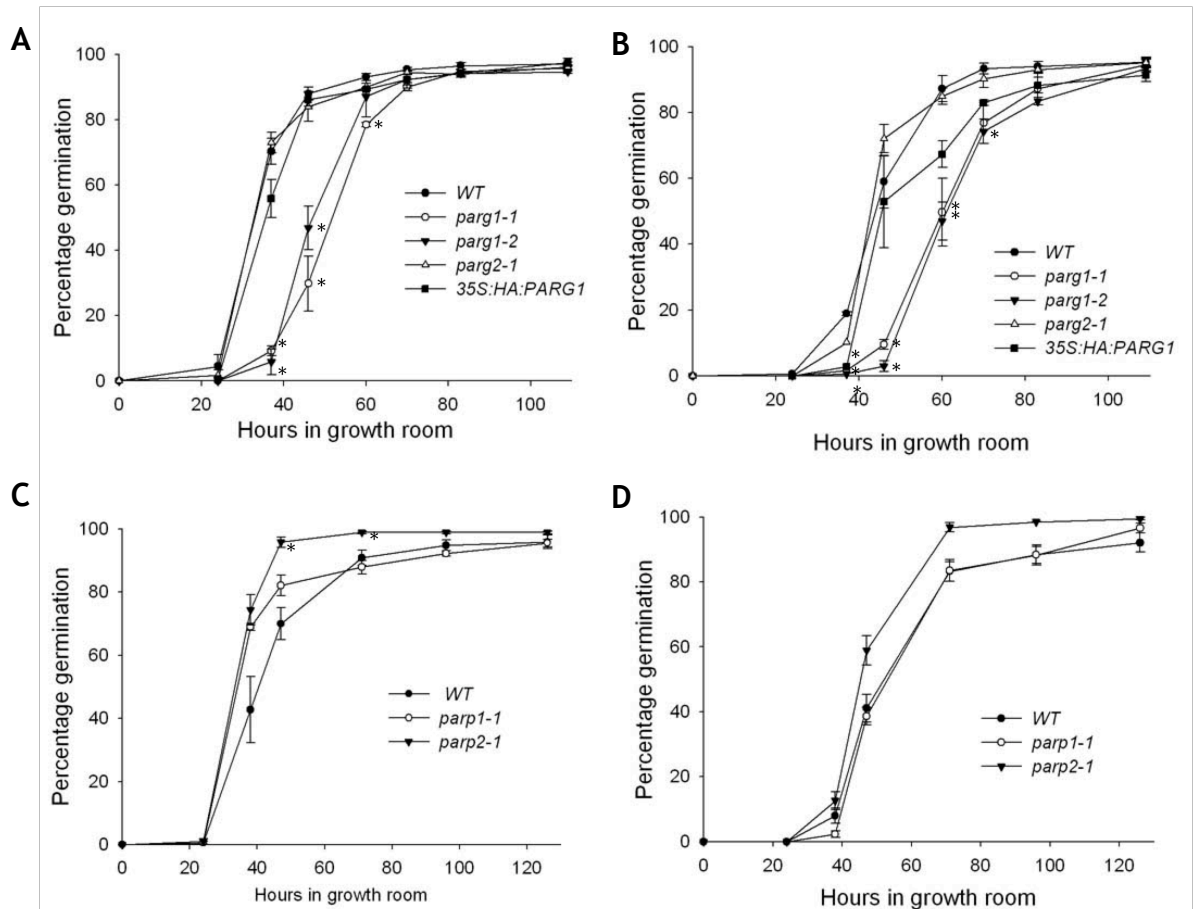 A
100
80
60
40
20
0
Percentage germination
WT
parg1-1
parg1-2
parg2-1
35S:HA:PARG1
*
*
*
*
*
0 20 40 60 80 100
Hours in growth room
B
100
80
60
40
20
0
Percentage germination
WT
parg1-1
parg1-2
parg2-1
35S:HA:PARG1
*
*
*
*
*
*
*
*
0 20 40 60 80 100
Hours in growth room
C
100
80
60
40
20
0
Percentage germination
*
*
WT
parp1-1
parp2-1
0 20 40 60 80 100 120
Hours in growth room
D
100
80
60
40
20
0
Percentage germination
WT
parp1-1
parp2-1
0 20 40 60 80 100 120
Hours in growth room